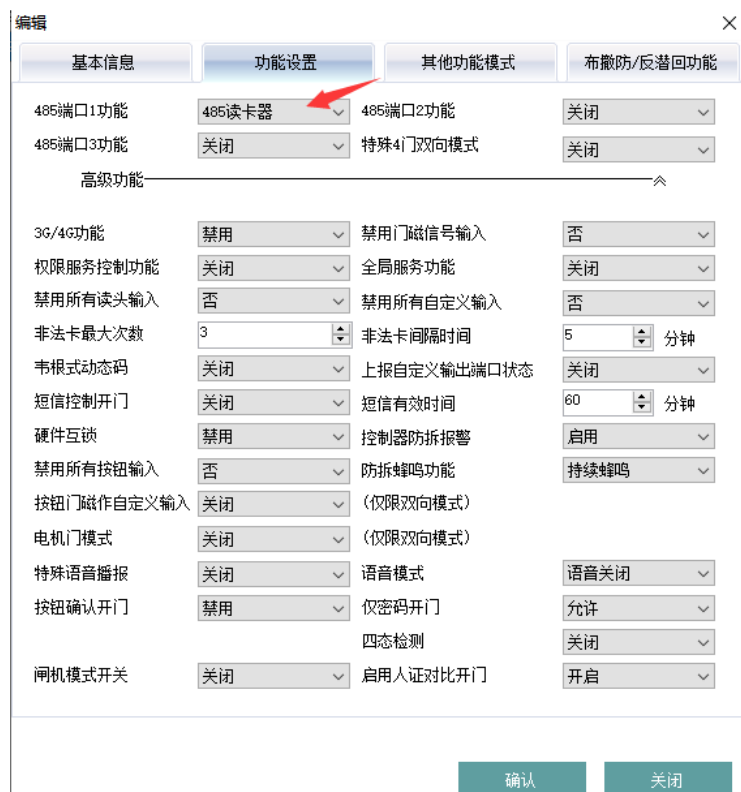 编辑
基本信息 功能设置 其他功能模式 布撤防/反潜回功能
485端口1功能 485读卡器 485端口2功能 关闭
485端口3功能 关闭 特殊4门双向模式 关闭
高级功能
3G/4G功能 禁用 禁用门磁信号输入 否
权限服务控制功能 关闭 全局服务功能 关闭
禁用所有读头输入 否 禁用所有自定义输入 否
非法卡最大次数 3 非法卡间隔时间 5 分钟
韦根式动态码 关闭 上报自定义输出端口状态 关闭
短信控制开门 关闭 短信有效时间 60 分钟
硬件互锁 禁用 控制器防拆报警 启用
禁用所有按钮输入 否 防拆蜂鸣功能 持续蜂鸣
按钮门磁作自定义输入 关闭 (仅限双向模式)
电机门模式 关闭 (仅限双向模式)
特殊语音播报 关闭 语音模式 语音关闭
按钮确认开门 禁用 仅密码开门 允许
四态检测 关闭
闸机模式开关 关闭 启用人证对比开门 开启
确认 关闭